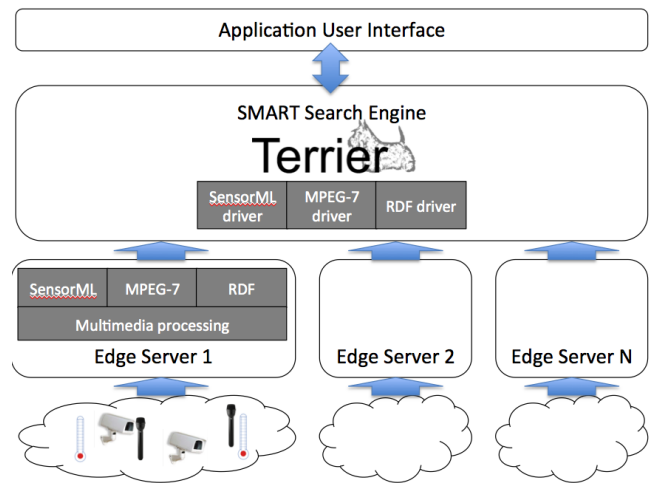 Application User Interface
SMART Search Engine
Terrier
SensorML driver
MPEG-7 driver
RDF driver
SensorML
MPEG-7
RDF
Multimedia processing
Edge Server 1
Edge Server 2
Edge Server N